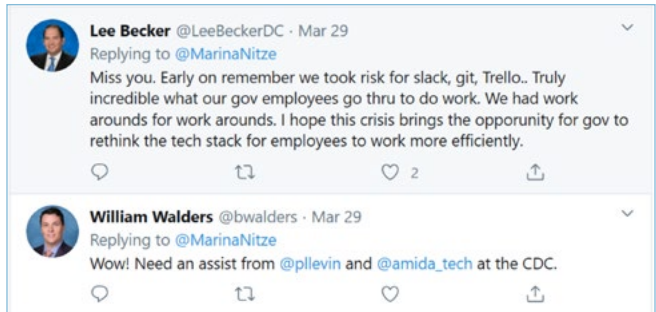 Lee Becker @LeeBeckerDC · Mar 29
Replying to @MarinaNitze
Miss you. Early on remember we took risk for slack, git, Trello.. Truly
incredible what our gov employees go thru to do work. We had work
arounds for work arounds. I hope this crisis brings the opporunity for gov to
rethink the tech stack for employees to work more efficiently.
2
William Walders @bwalders · Mar 29
Replying to @MarinaNitze
Wow! Need an assist from @pllevin and @amida_tech at the CDC.